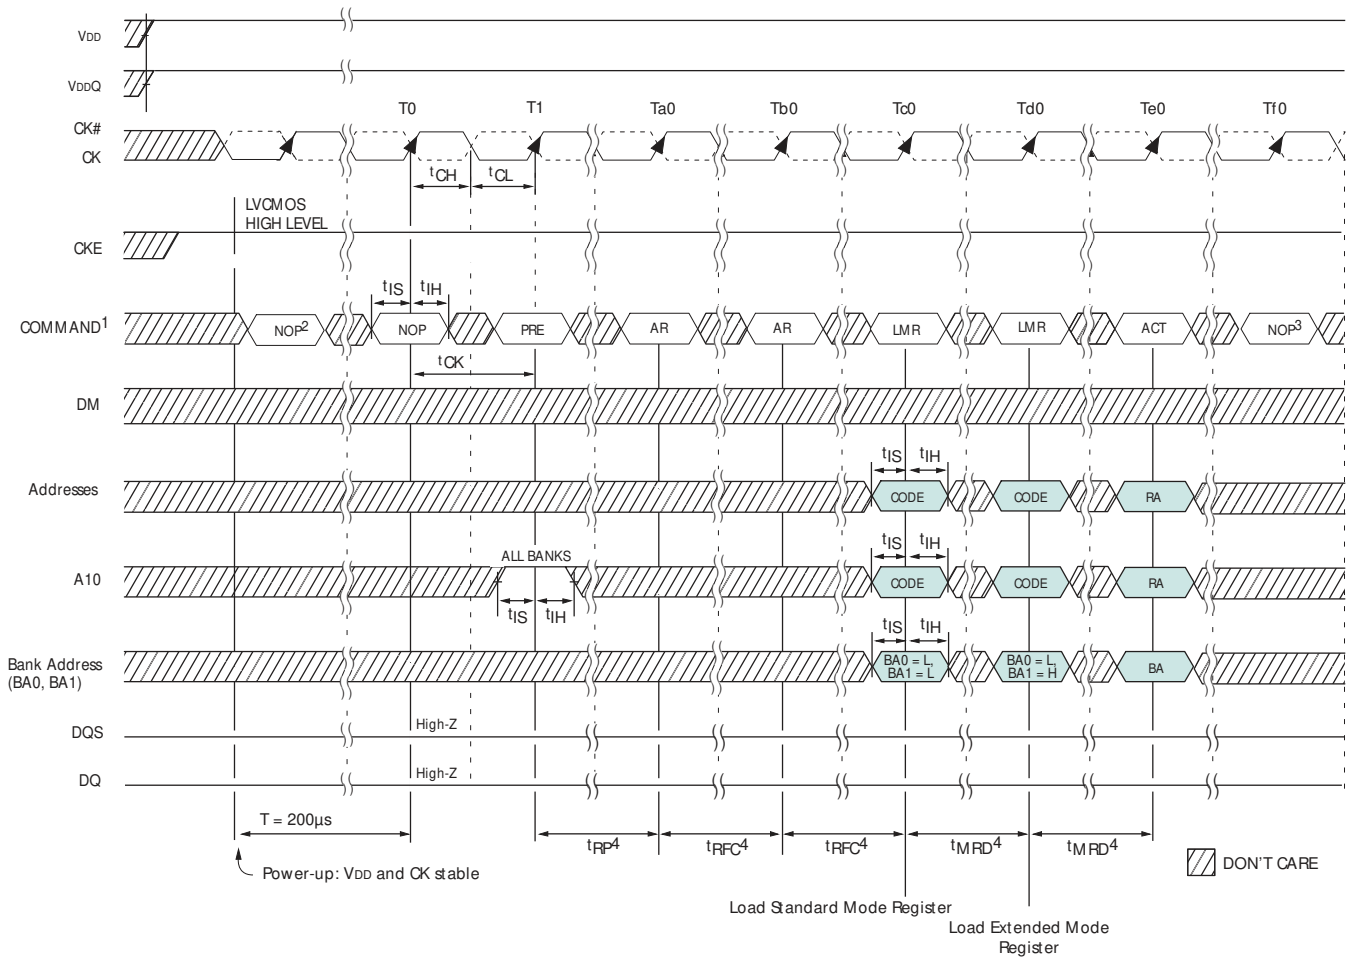 VDD
VDDQ
T0 T1 Ta0 Tb0 Tc0 Td0 Te0 Tf0
CK#
CK
tCH tCL
LVCMOS
HIGH LEVEL
CKE
tIS tIH
COMMAND1 NOP2 NOP PRE AR AR LMR LMR ACT NOP3
tCK
DM
tIS tIH
Addresses CODE CODE RA
ALL BANKS tIS tIH
A10 CODE CODE RA
tIS tIH
tIS tIH
Bank Address
(BA0, BA1)
BA0 = L,
BA1 = L
BA0 = L,
BA1 = H
BA
DQS High-Z
DQ High-Z
T = 200µs
tRP4 tRFC4 tRFC4 tMRD4 tMRD4
Power-up: VDD and CK stable
DON'T CARE
Load Standard Mode Register
Load Extended Mode
Register